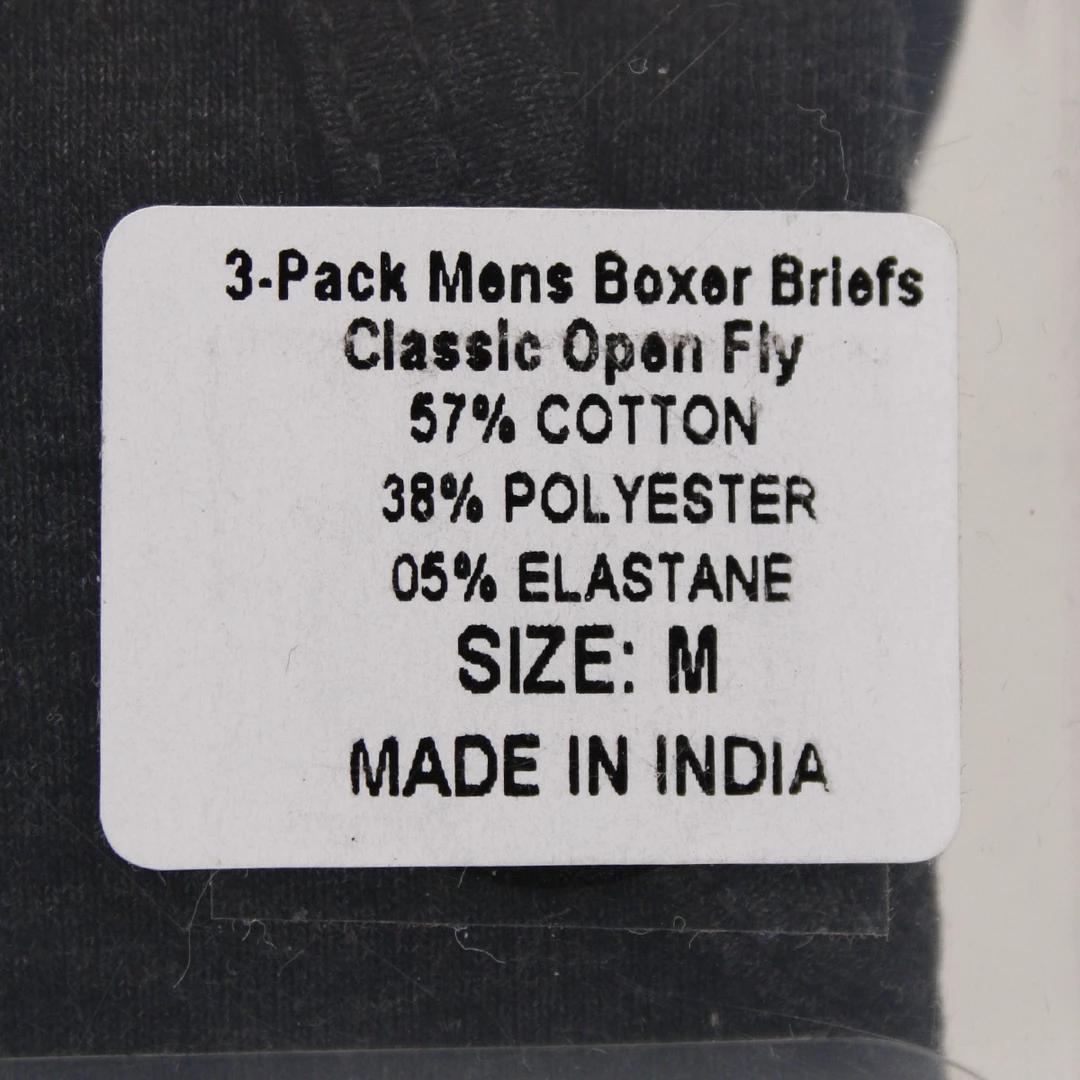 3-Pack Mens Boxer Briefs
Classic Open Fly
57% COTTON
38% POLYESTER
05% ELASTANE
SIZE: M
MADE IN INDIA